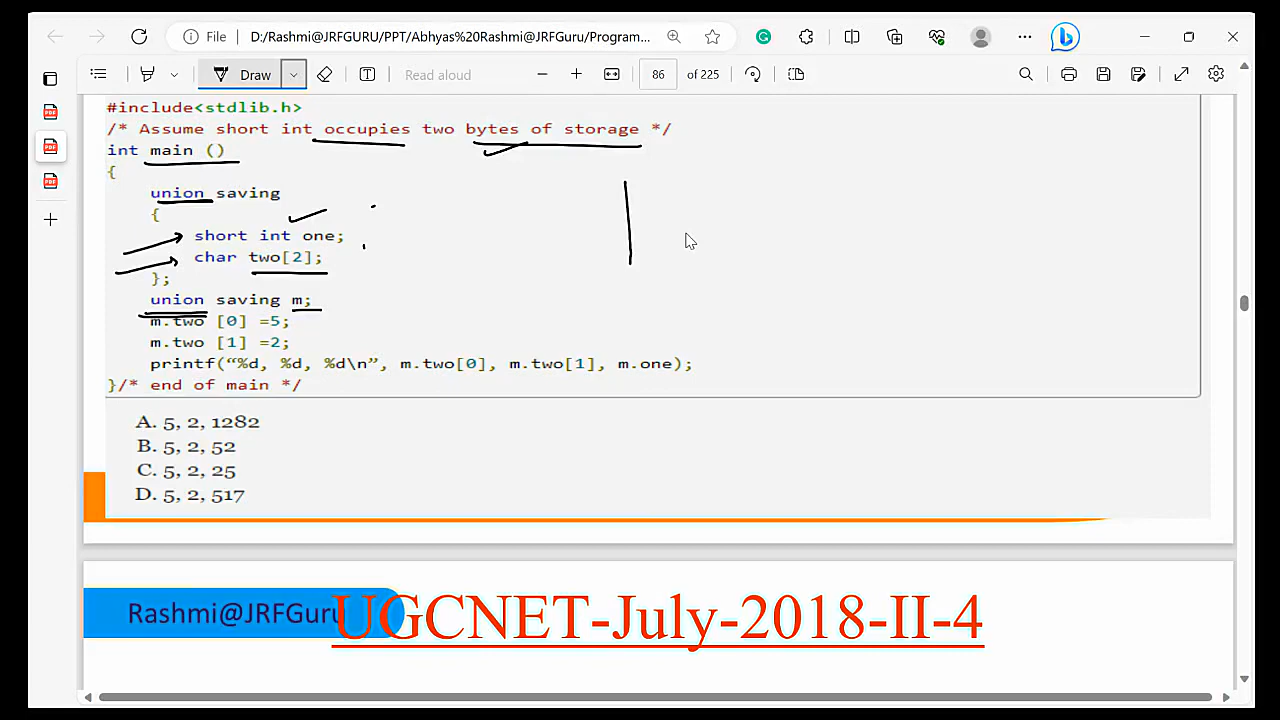 File
D:/Rashmi@JRFGURU/PPT/Abhyas%20Rashmi@JRFGuru/Program...
Draw
Read aloud
86 of 225
#include<stdlib.h>
/* Assume short int occupies two bytes of storage */
int main ()
{
union saving
{
short int one;
char two[2];
};
union saving m;
m.two [0] =5;
m.two [1] =2;
printf(“%d, %d, %d\n”, m.two[0], m.two[1], m.one);
}/* end of main */
A. 5, 2, 1282
B. 5, 2, 52
C. 5, 2, 25
D. 5, 2, 517
Rashmi@JRFGuru
UGCNET-July-2018-II-4